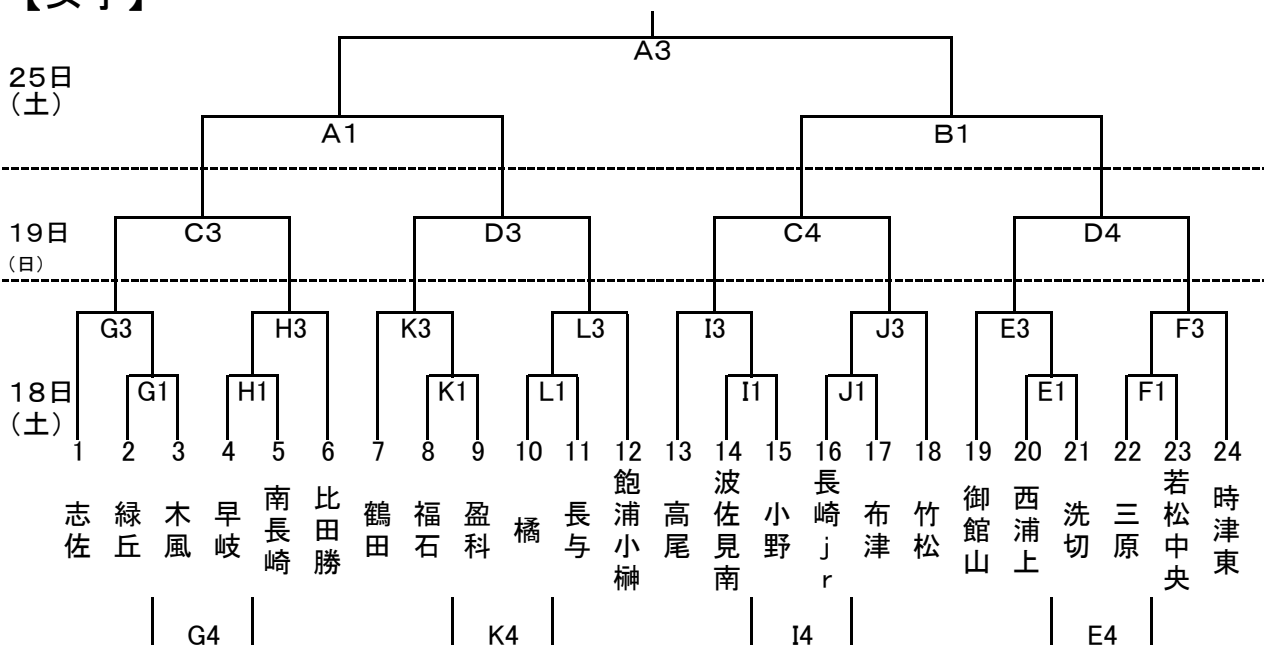 【女子】
A3
25日
（土）
A1 B1
19日 C3 D3 C4 D4
（日）
G3 H3 K3 L3 I3 J3 E3 F3
18日 G1 H1 K1 L1 I1 J1 E1 F1
（土）
1 2 3 4 5 6 7 8 9 10 11 12 13 14 15 16 17 18 19 20 21 22 23 24
志佐
緑丘
木風
早岐
南長崎
比田勝
鶴田
福石
盈科
橘
長与
飽浦小榊
高尾
波佐見南
小野
長崎jr
布津
竹松
御館山
西浦上
洗切
三原
若松中央
時津東
G4 K4 I4 E4